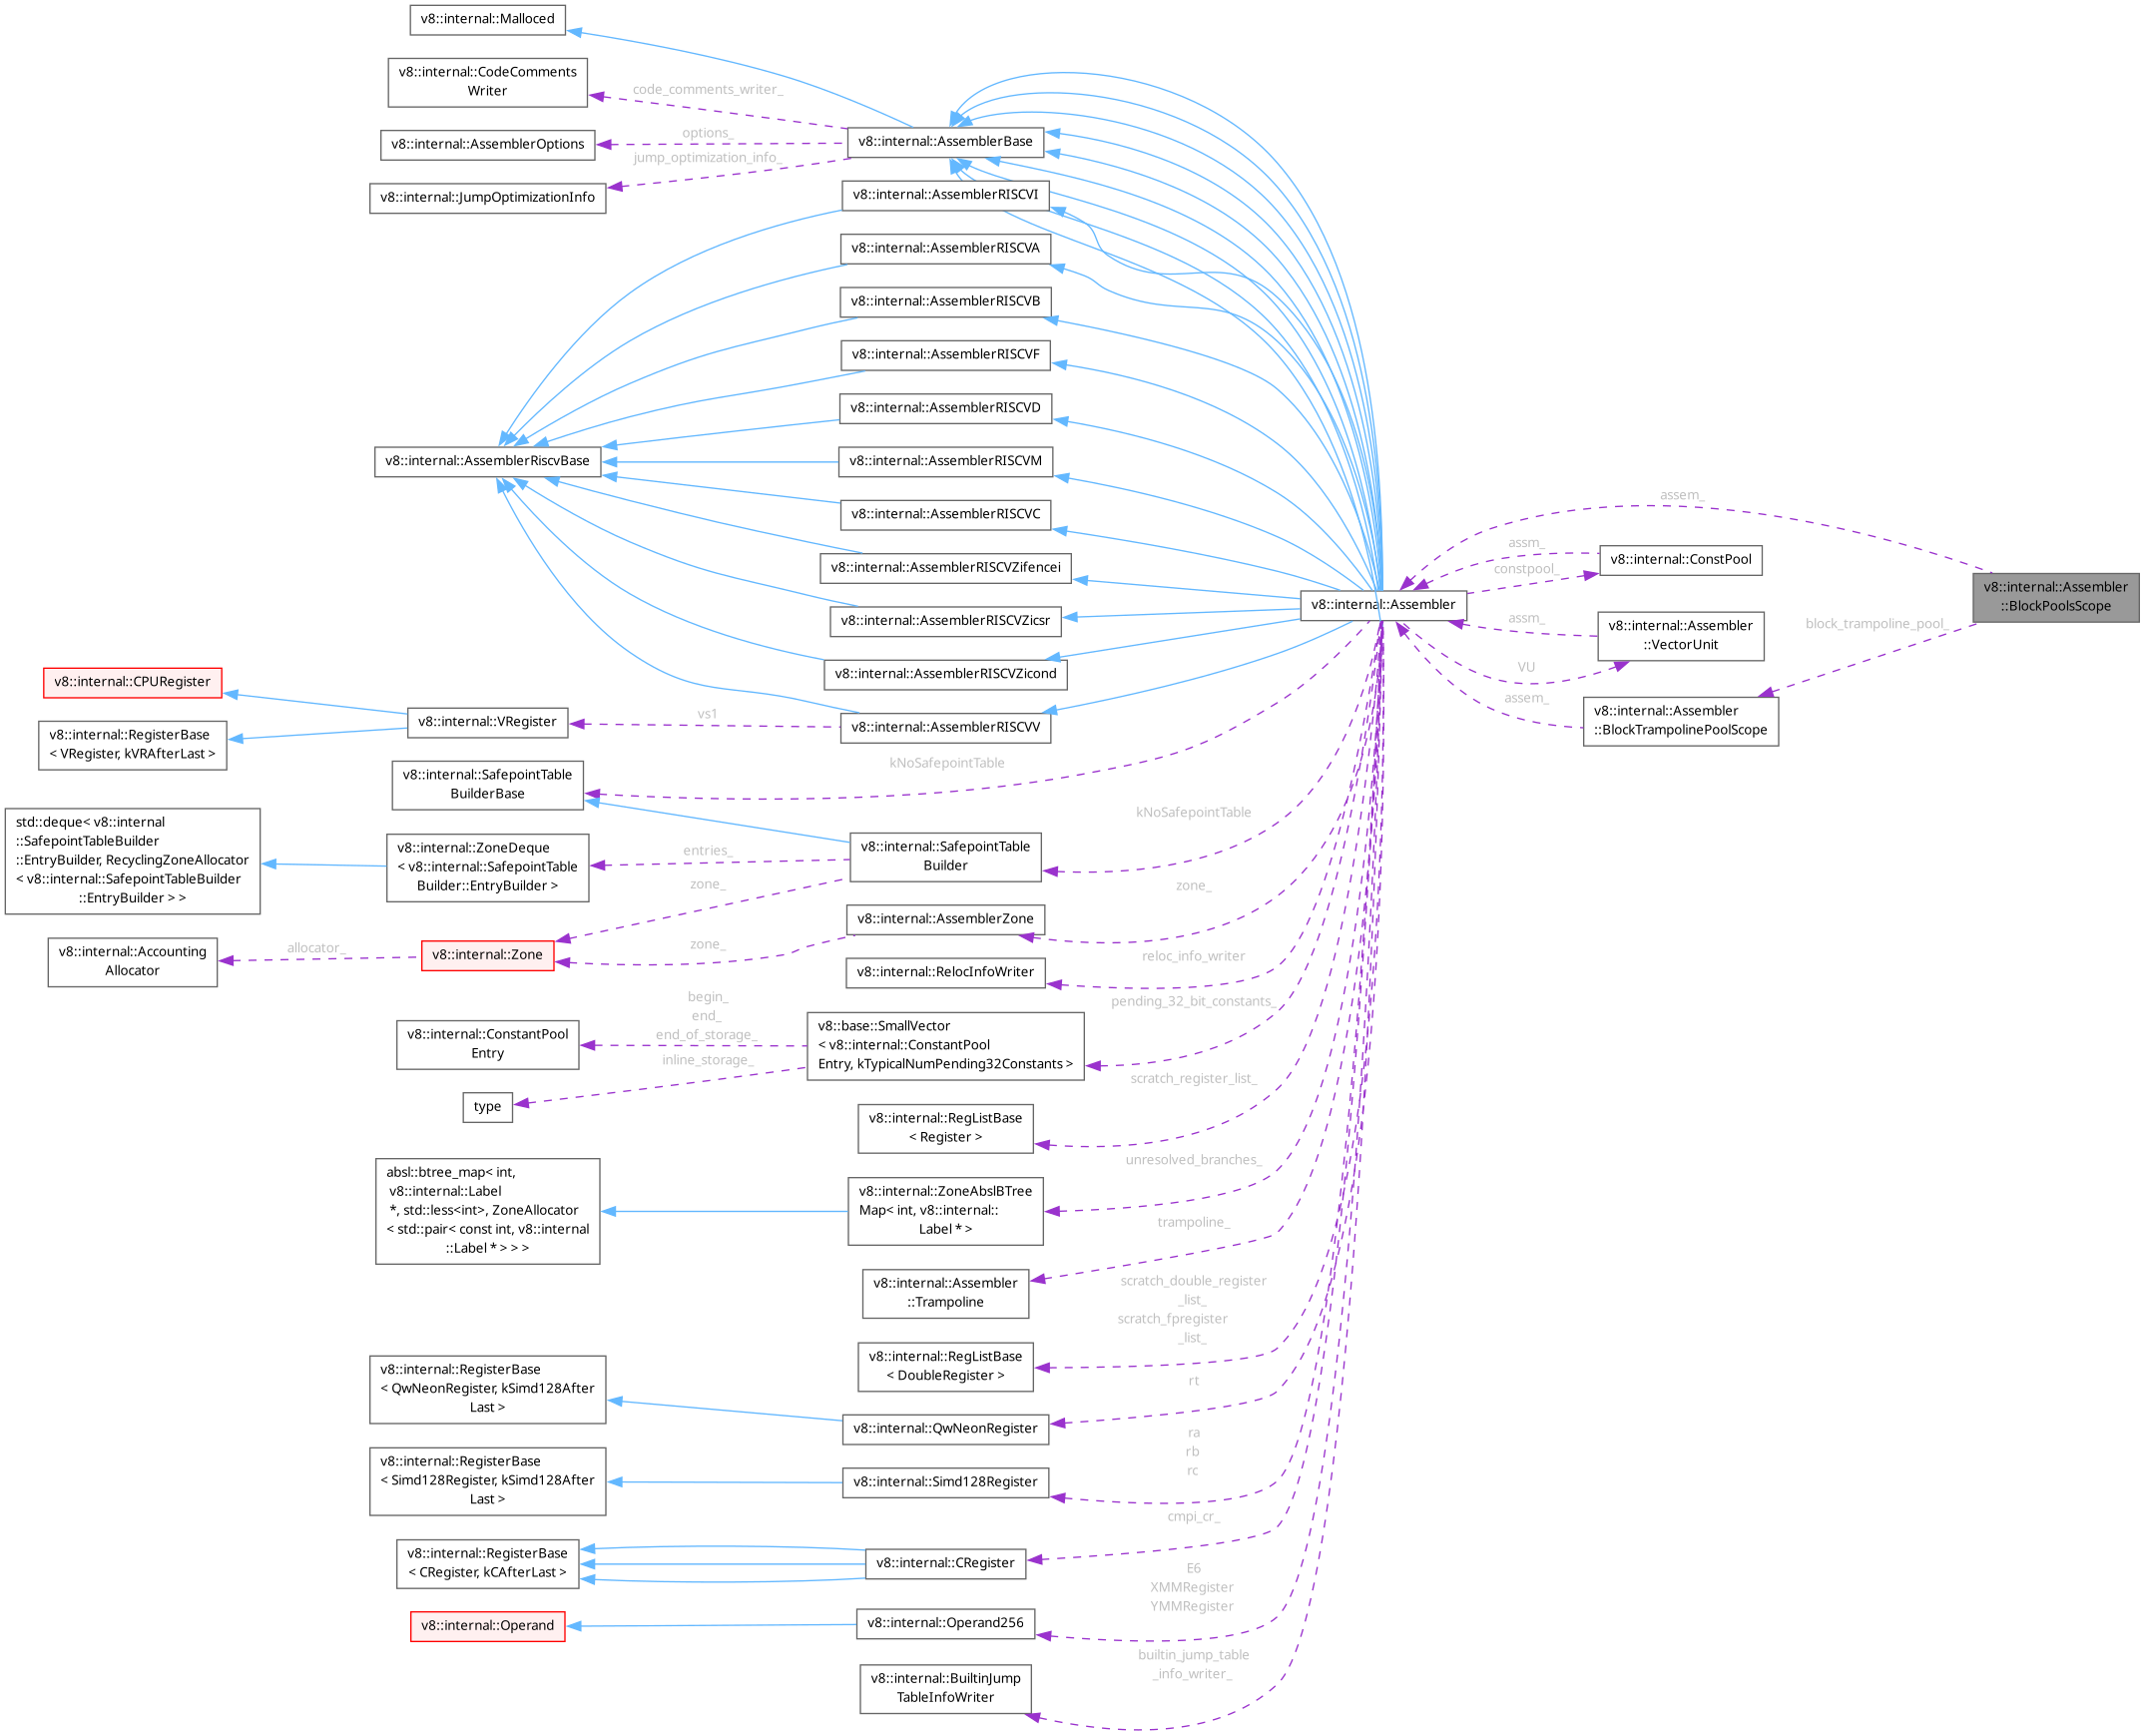 v8::internal::Malloced
v8::internal::CodeComments
Writer
code_comments_writer_
v8::internal::AssemblerOptions
options_
v8::internal::AssemblerBase
jump_optimization_info_
v8::internal::JumpOptimizationInfo
v8::internal::AssemblerRISCVI
v8::internal::AssemblerRISCVA
v8::internal::AssemblerRISCVB
v8::internal::AssemblerRISCVF
v8::internal::AssemblerRISCVD
v8::internal::AssemblerRiscvBase
v8::internal::AssemblerRISCVM
v8::internal::AssemblerRISCVC
v8::internal::AssemblerRISCVZifencei
v8::internal::AssemblerRISCVZicsr
v8::internal::AssemblerRISCVZicond
v8::internal::AssemblerRISCVV
v8::internal::Assembler
assem_
assm_
constpool_
v8::internal::ConstPool
assm_
VU
v8::internal::Assembler
::VectorUnit
assem_
v8::internal::Assembler
::BlockTrampolinePoolScope
block_trampoline_pool_
v8::internal::Assembler
::BlockPoolsScope
v8::internal::CPURegister
v8::internal::RegisterBase
< VRegister, kVRAfterLast >
v8::internal::VRegister
vs1
kNoSafepointTable
v8::internal::SafepointTable
BuilderBase
kNoSafepointTable
std::deque< v8::internal
::SafepointTableBuilder
::EntryBuilder, RecyclingZoneAllocator
< v8::internal::SafepointTableBuilder
::EntryBuilder > >
v8::internal::ZoneDeque
< v8::internal::SafepointTable
Builder::EntryBuilder >
entries_
v8::internal::SafepointTable
Builder
zone_
zone_
v8::internal::AssemblerZone
v8::internal::Accounting
Allocator
allocator_
v8::internal::Zone
zone_
reloc_info_writer
v8::internal::RelocInfoWriter
pending_32_bit_constants_
v8::internal::ConstantPool
Entry
begin_
end_
end_of_storage_
inline_storage_
v8::base::SmallVector
< v8::internal::ConstantPool
Entry, kTypicalNumPending32Constants >
type
scratch_register_list_
v8::internal::RegListBase
< Register >
unresolved_branches_
absl::btree_map< int,
v8::internal::Label
*, std::less<int>, ZoneAllocator
< std::pair< const int, v8::internal
::Label * > > >
v8::internal::ZoneAbslBTree
Map< int, v8::internal::
Label * >
trampoline_
v8::internal::Assembler
::Trampoline
scratch_double_register
_list_
scratch_fpregister
_list_
v8::internal::RegListBase
< DoubleRegister >
v8::internal::RegisterBase
< QwNeonRegister, kSimd128After
Last >
rt
v8::internal::QwNeonRegister
ra
rb
rc
v8::internal::RegisterBase
< Simd128Register, kSimd128After
Last >
v8::internal::Simd128Register
cmpi_cr_
v8::internal::RegisterBase
< CRegister, kCAfterLast >
v8::internal::CRegister
E6
XMMRegister
YMMRegister
v8::internal::Operand
v8::internal::Operand256
builtin_jump_table
_info_writer_
v8::internal::BuiltinJump
TableInfoWriter